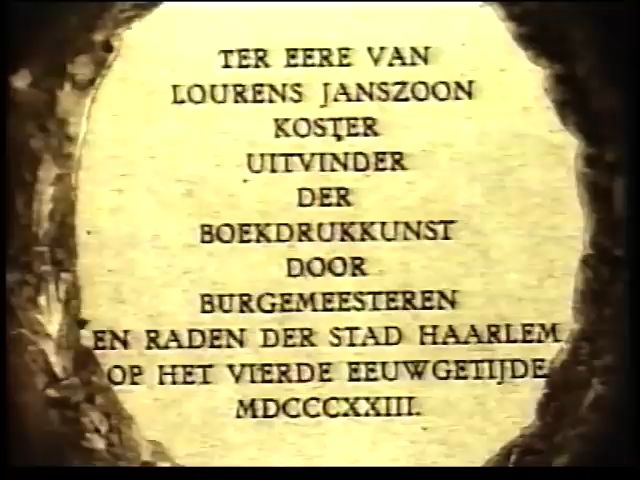 TER EERE VAN
LOURENS JANSZOON
KOSTER
UITVINDER
DER
BOEKDRUKKUNST
DOOR
BURGEMEESTEREN
EN RADEN DER STAD HAARLEM
OP HET VIERDE EEUWGETIJDE
MDCCCXXIII.